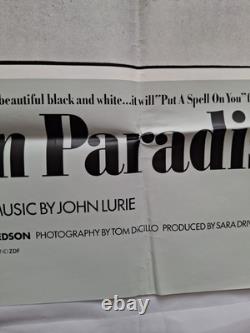 beautiful black and white...it will "Put A Spell On You"
n Paradi
MUSIC BY JOHN LURIE
EDSON PHOTOGRAPHY BY TOM DiCILLO PRODUCED BY SARA DRI
© ZDF
ebay